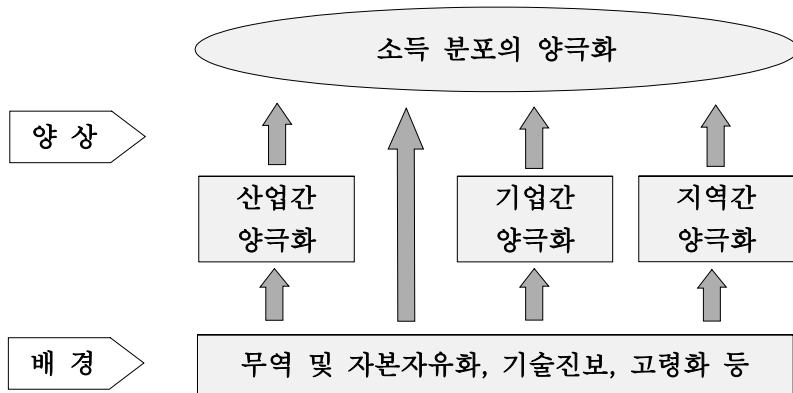 소득 분포의 양극화
양 상
산업간
양극화
기업간
양극화
지역간
양극화
배 경
무역 및 자본자유화, 기술진보, 고령화 등